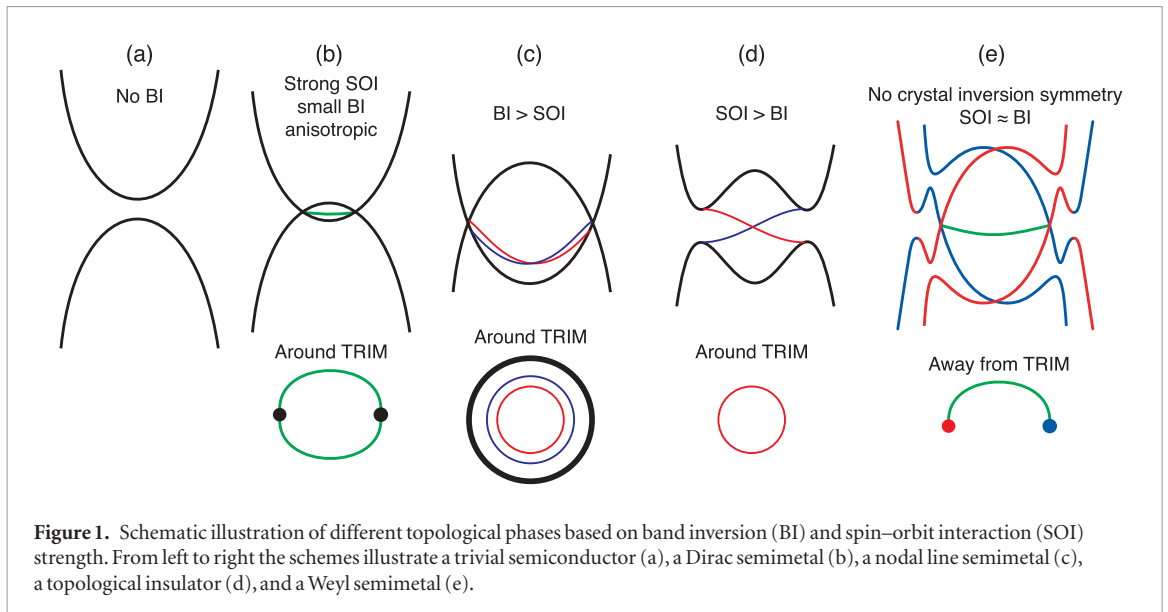 (a)
(b)
(c)
(d)
(e)
No BI
Strong SOI
small BI
anisotropic
BI > SOI
SOI > BI
No crystal inversion symmetry
SOI ≈ BI
Around TRIM
Around TRIM
Around TRIM
Away from TRIM
Figure 1. Schematic illustration of different topological phases based on band inversion (BI) and spin–orbit interaction (SOI)
strength. From left to right the schemes illustrate a trivial semiconductor (a), a Dirac semimetal (b), a nodal line semimetal (c),
a topological insulator (d), and a Weyl semimetal (e).